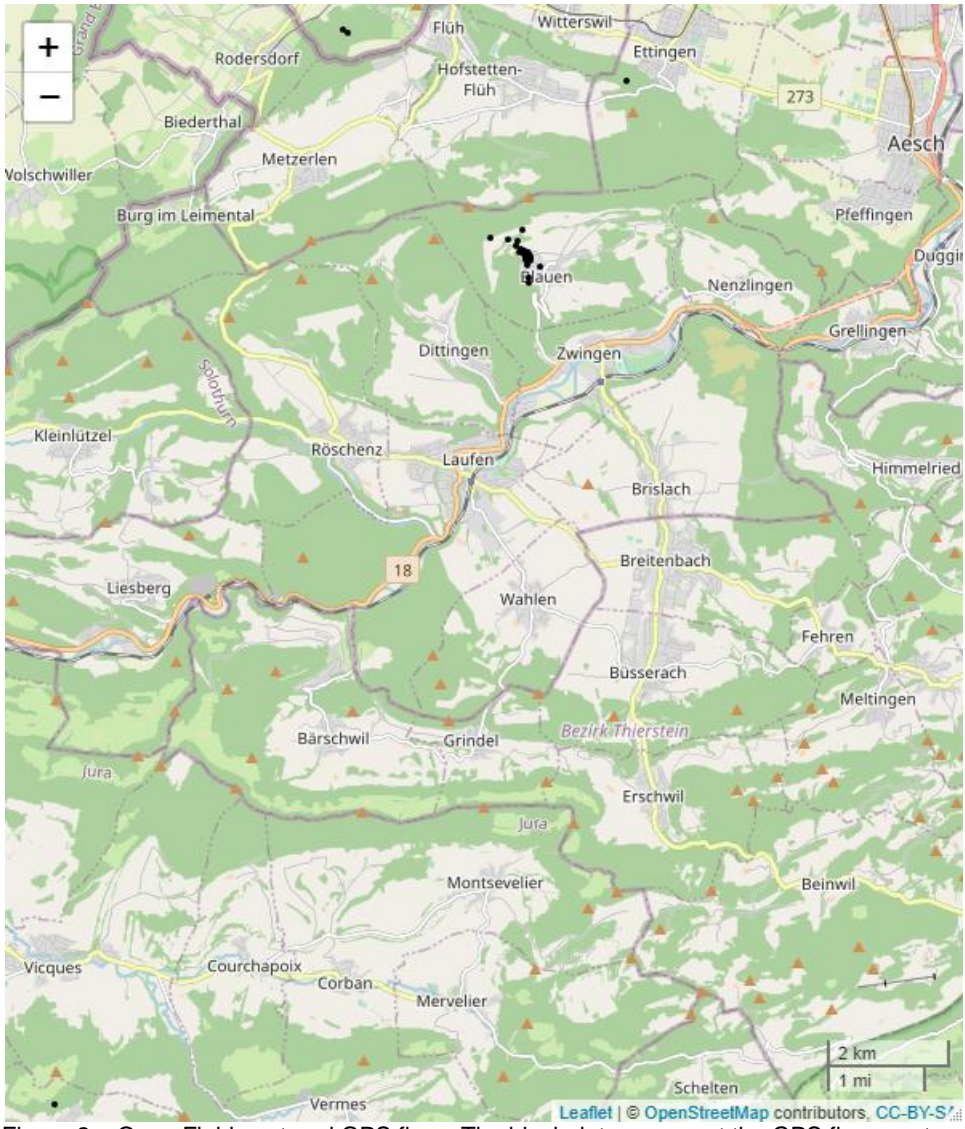 Flüh
Witterswil
Rodersdorf
Ettingen
Hofstetten-
Flüh
+
−
273
Biederthal
Aesch
Metzerlen
Wolschwiller
Burg im Leimental
Pfeffingen
Blauen
Nenzlingen
Grellingen
Dittingen
Zwingen
Solothurn
Kleinlützel
Röschenz
Laufen
Himmelried
Brislach
18
Breitenbach
Liesberg
Wahlen
Fehren
Büsserach
Meltingen
Bezirk Thierstein
Bärschwil
Grindel
Jura
Erschwil
Jura
Montsevelier
Beinwil
Vicques
Courchapoix
Corban
Mervelier
2 km
1 mi
Schelten
Vermes
Leaflet | © OpenStreetMap contributors, CC-BY-SA